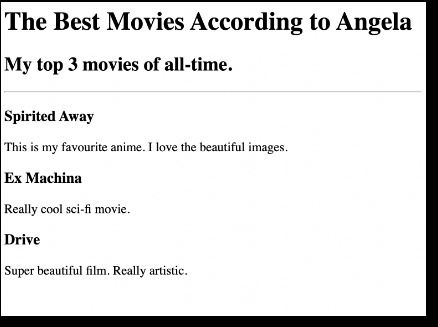 The Best Movies According to Angela
My top 3 movies of all-time.
Spirited Away
This is my favourite anime. I love the beautiful images.
Ex Machina
Really cool sci-fi movie.
Drive
Super beautiful film. Really artistic.